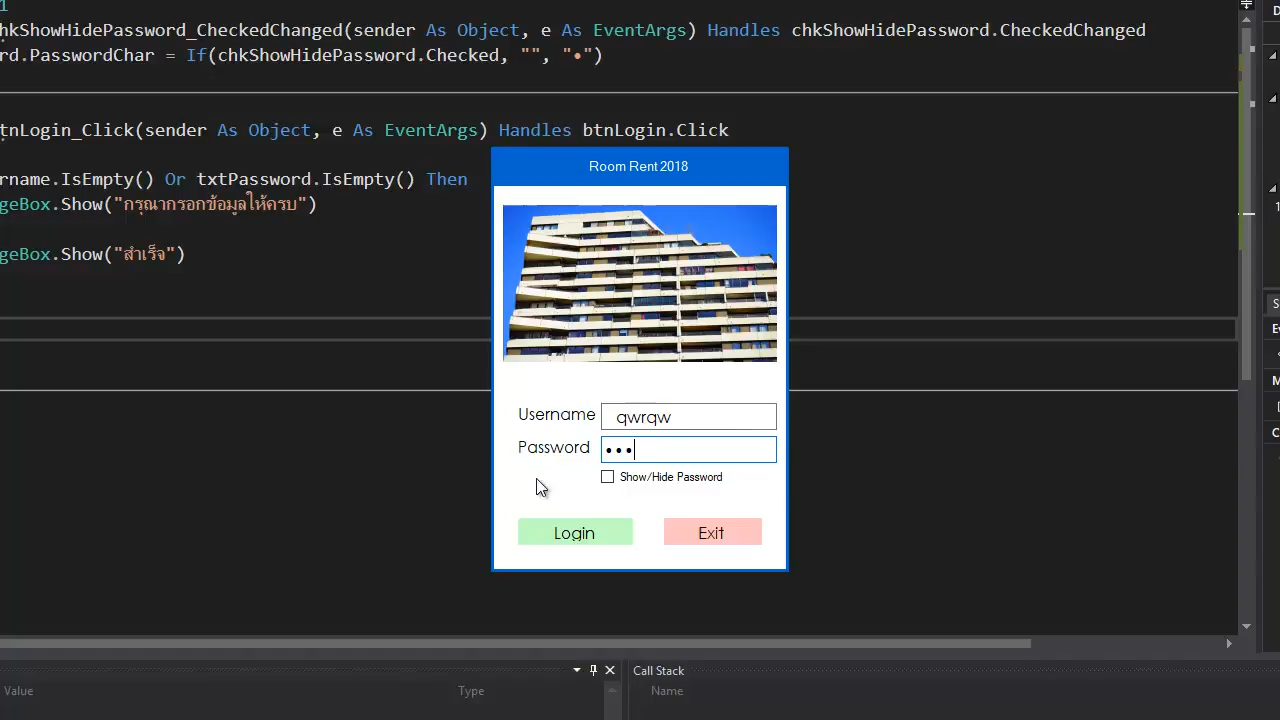 1
hkShowHidePassword_CheckedChanged(sender As Object, e As EventArgs) Handles chkShowHidePassword.CheckedChanged
rd.PasswordChar = If(chkShowHidePassword.Checked, "", "•")
tnLogin_Click(sender As Object, e As EventArgs) Handles btnLogin.Click
rname.IsEmpty() Or txtPassword.IsEmpty() Then
geBox.Show("กรุณากรอกข้อมูลให้ครบ")
geBox.Show("สำเร็จ")
Room Rent 2018
Username qwrqw
Password •••
Show/Hide Password
Login Exit
Call Stack
Value Type Name